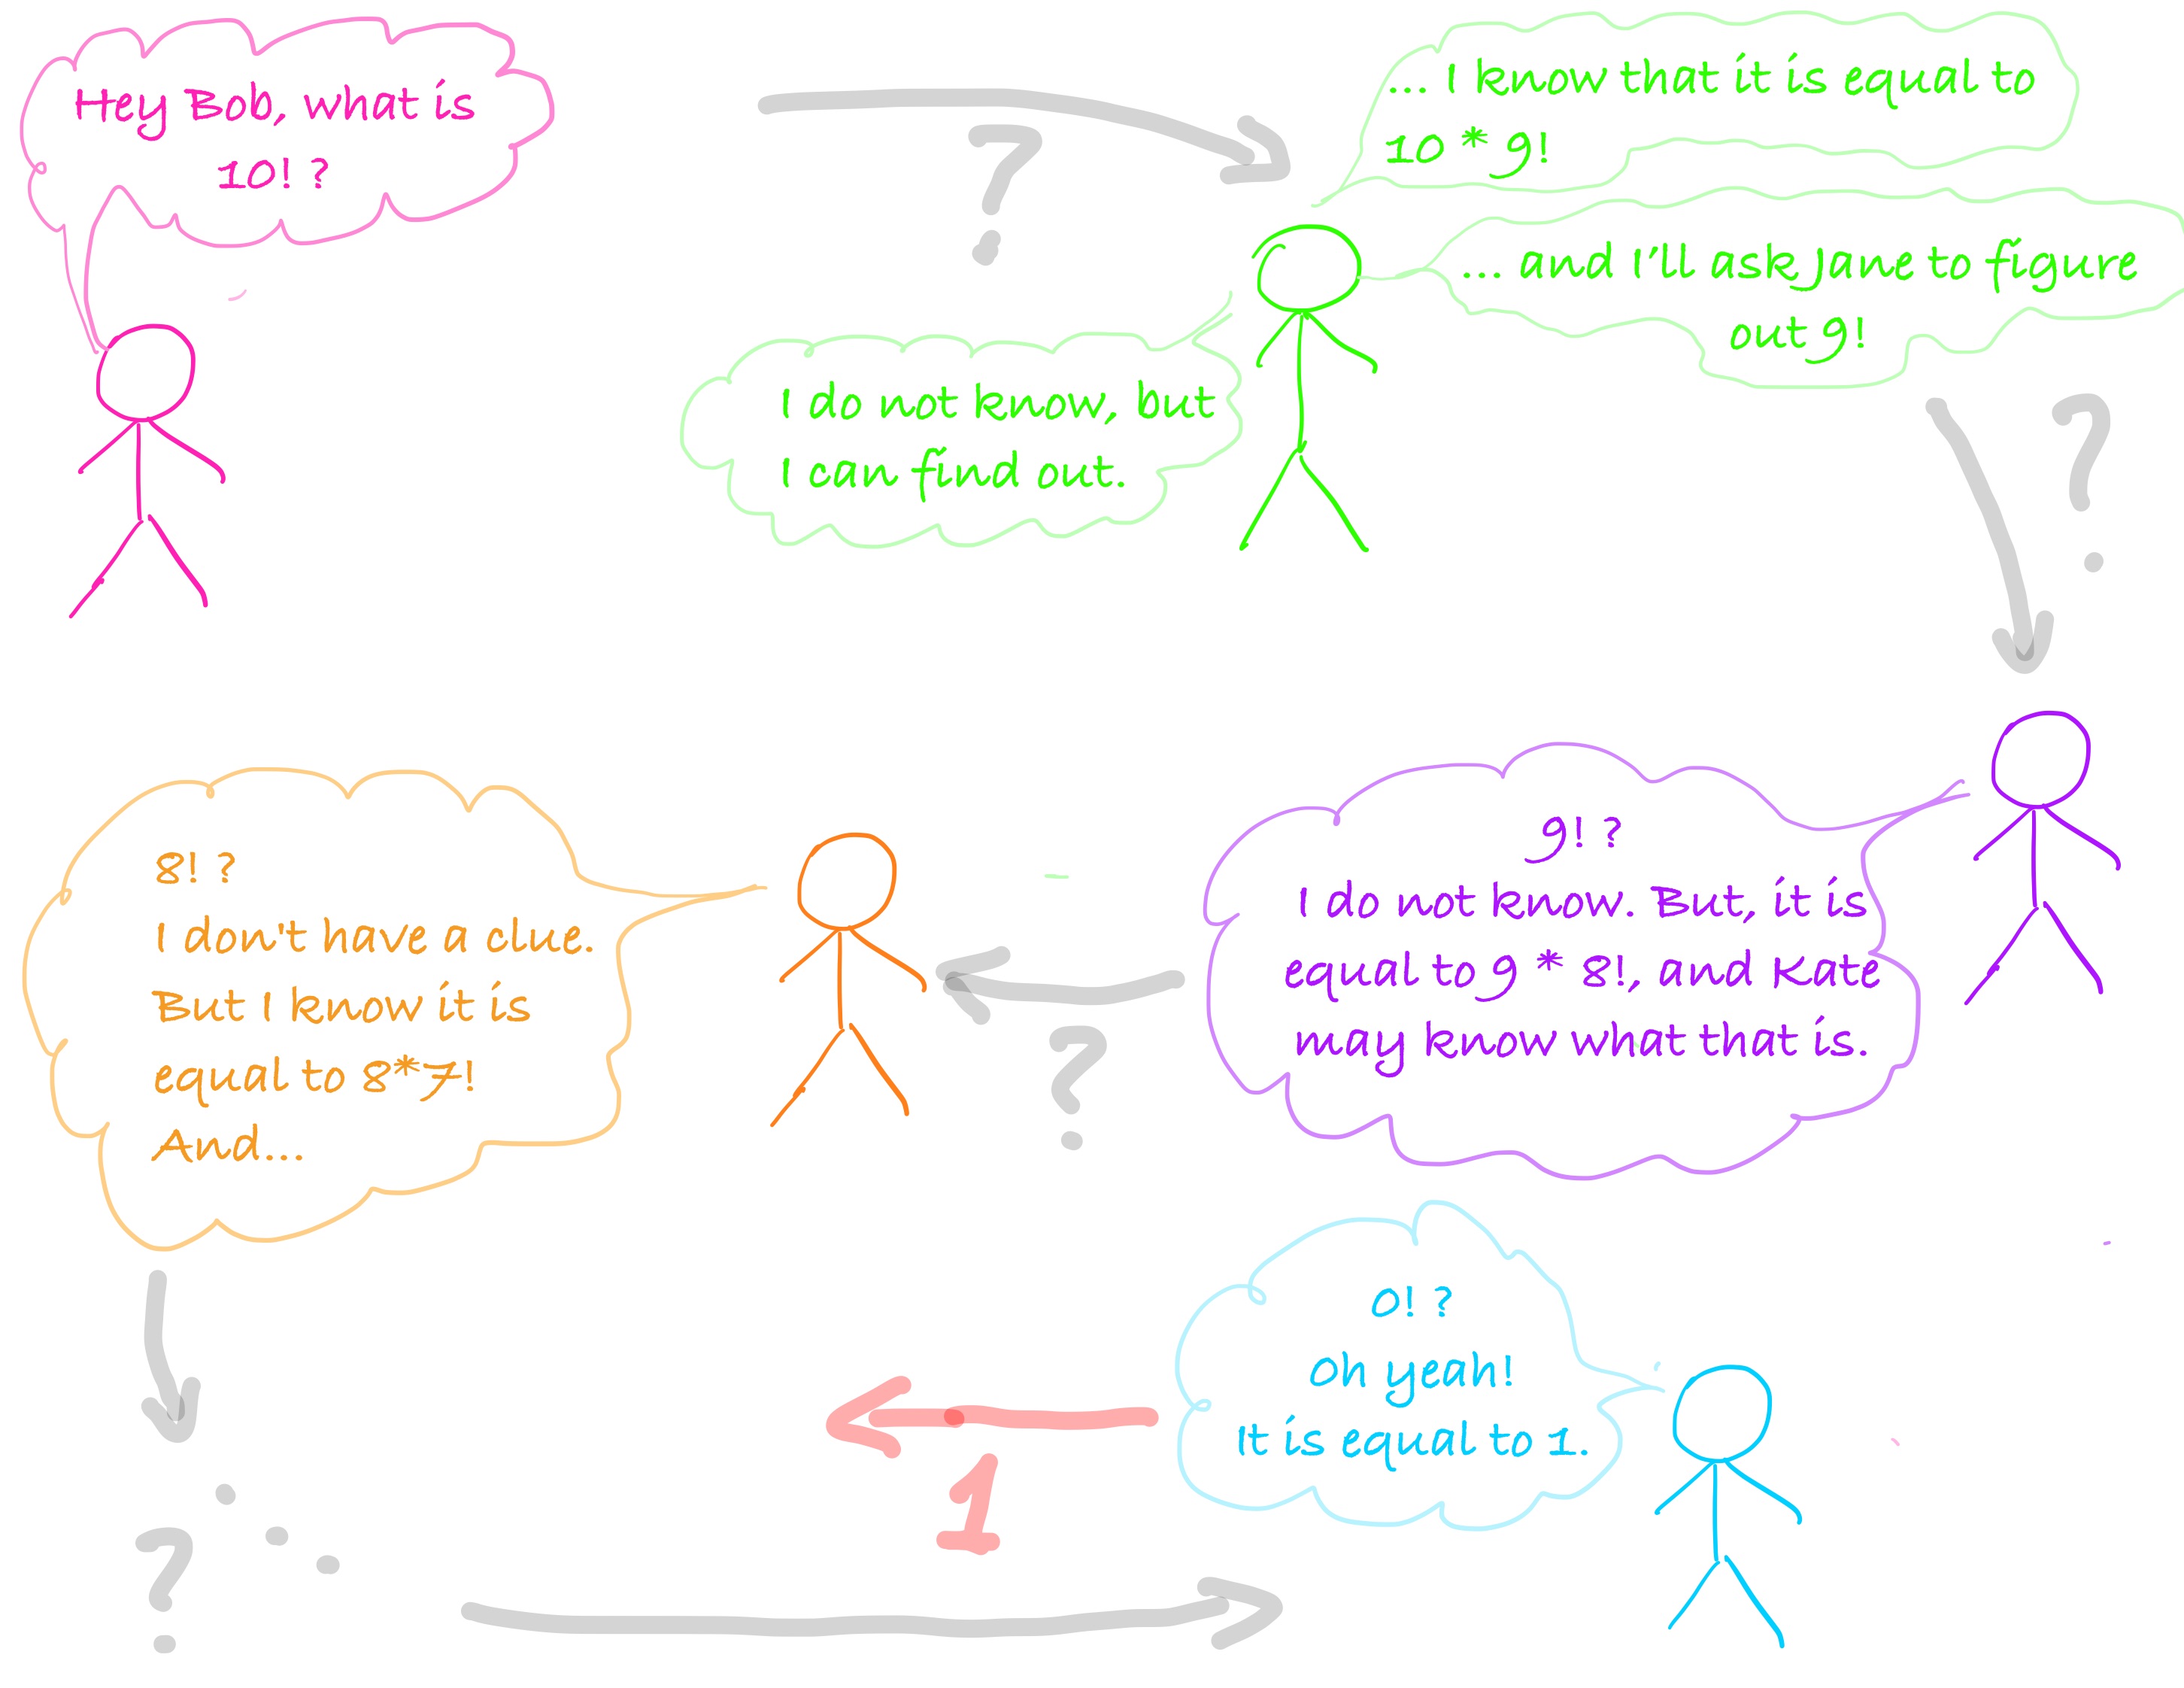 Hey Bob, what is
10! ?
?
I do not know, but
I can find out.
... I know that it is equal to
10 * 9!
... and I'll ask Jane to figure
out 9!
?
9! ?
I do not know. But, it is
equal to 9 * 8!, and Kate
may know what that is.
?
8! ?
I don't have a clue.
But I know it is
equal to 8*7!
And...
?
0! ?
Oh yeah!
It is equal to 1.
1